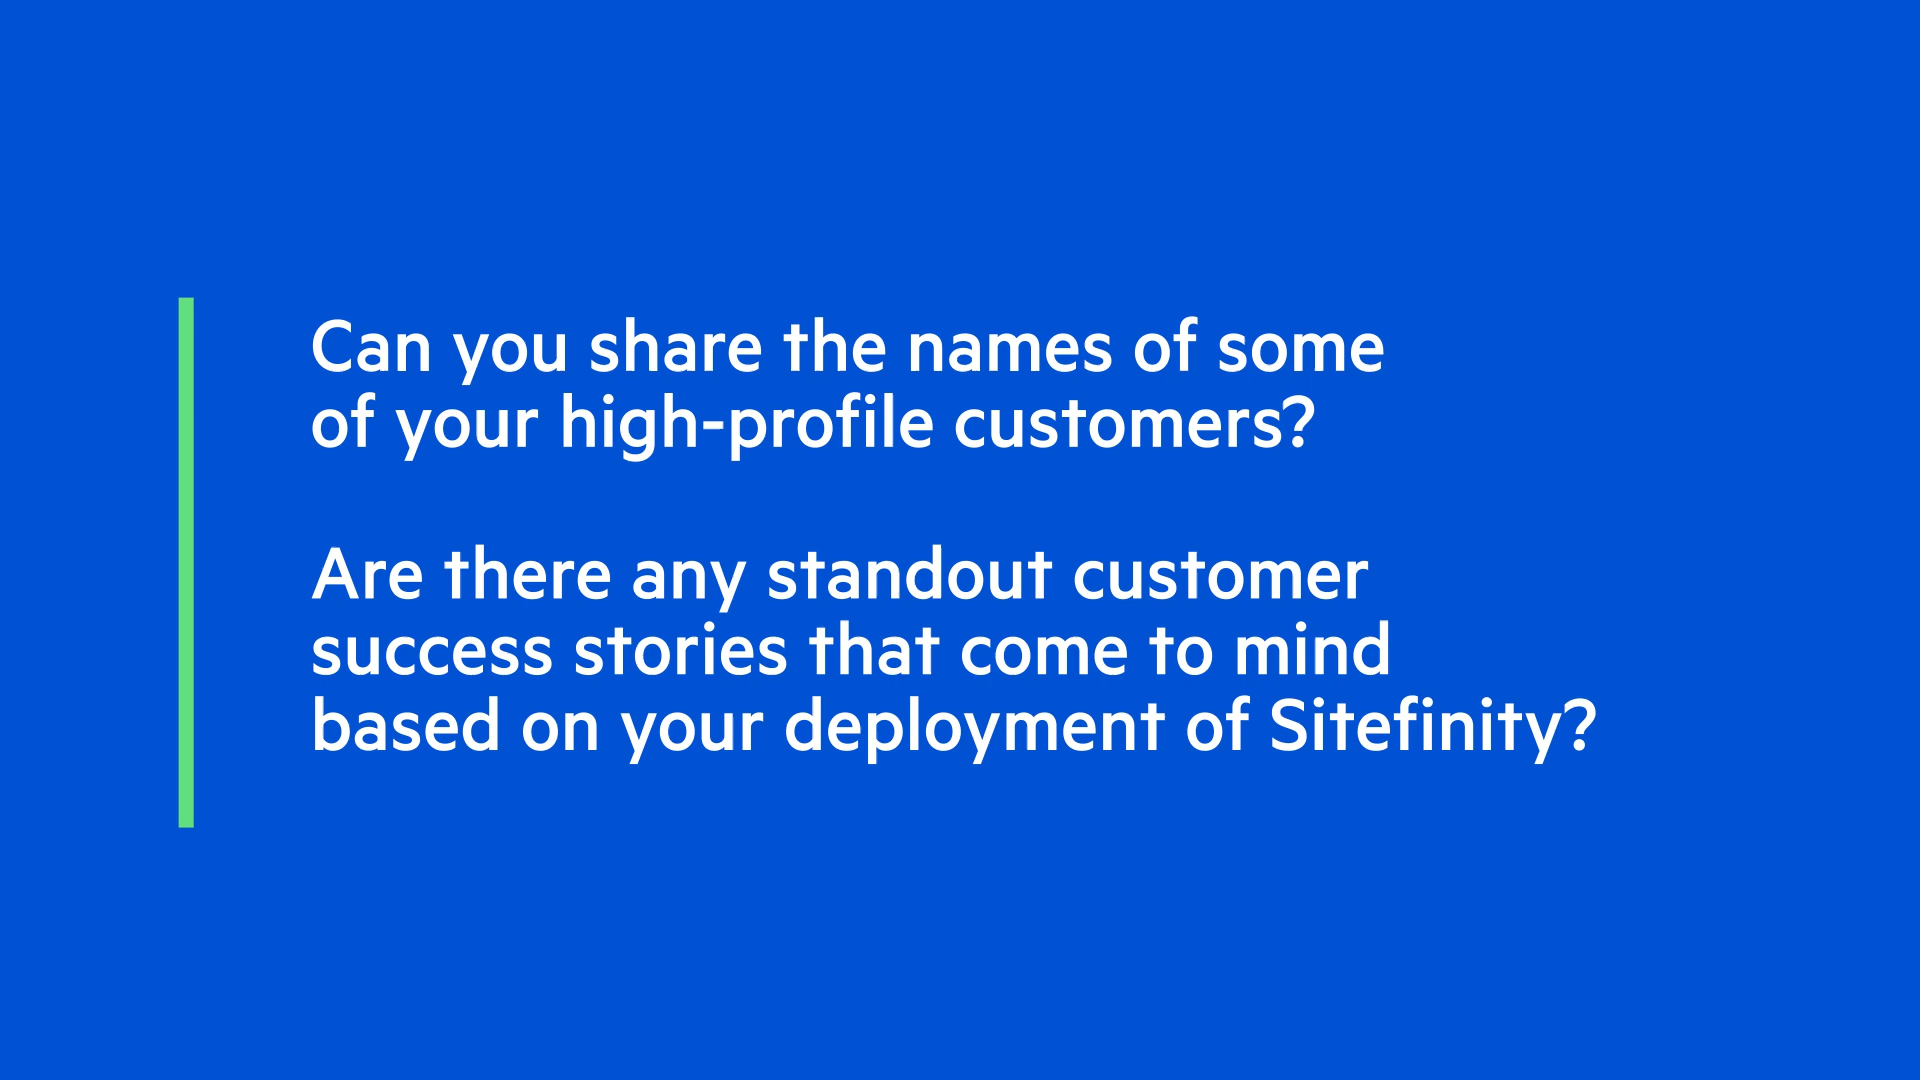 Can you share the names of some
of your high-profile customers?
Are there any standout customer
success stories that come to mind
based on your deployment of Sitefinity?